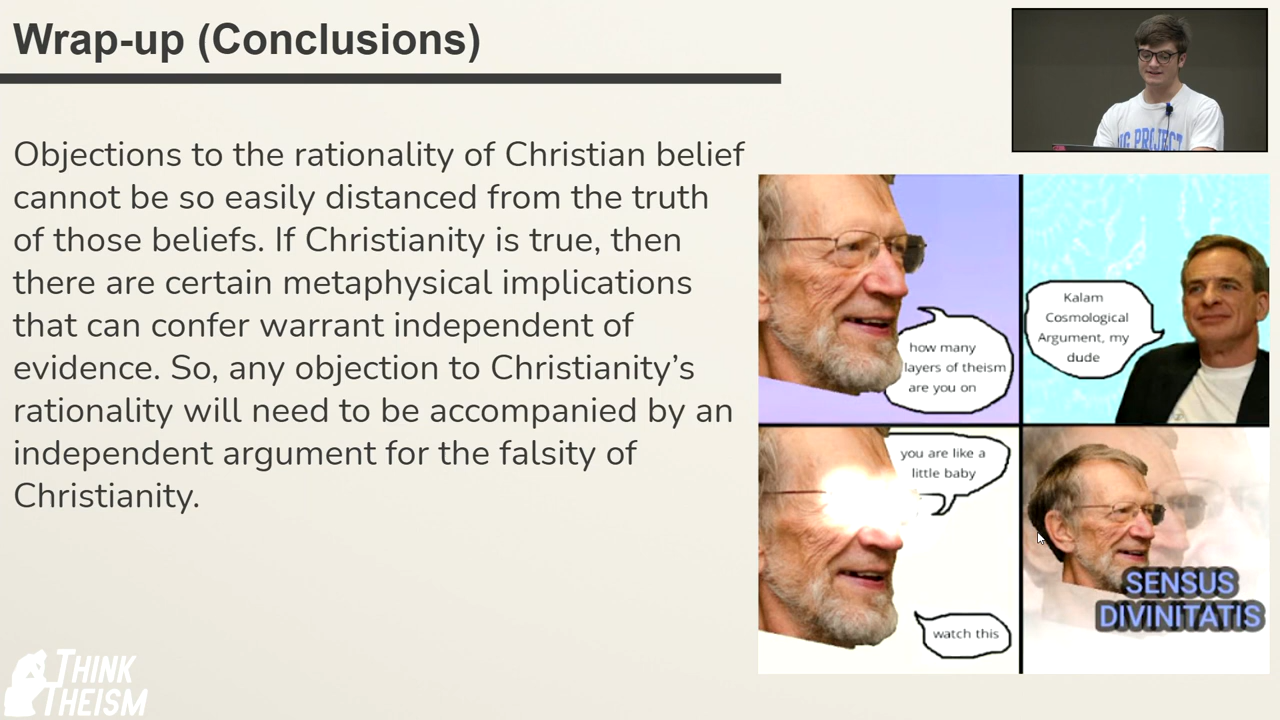 Wrap-up (Conclusions)
Objections to the rationality of Christian belief
cannot be so easily distanced from the truth
of those beliefs. If Christianity is true, then
there are certain metaphysical implications
that can confer warrant independent of
evidence. So, any objection to Christianity’s
rationality will need to be accompanied by an
independent argument for the falsity of
Christianity.
how many
layers of theism
are you on
Kalam
Cosmological
Argument, my
dude
you are like a
little baby
watch this
SENSUS
DIVINITATIS
THINK
THEISM
PROJECT